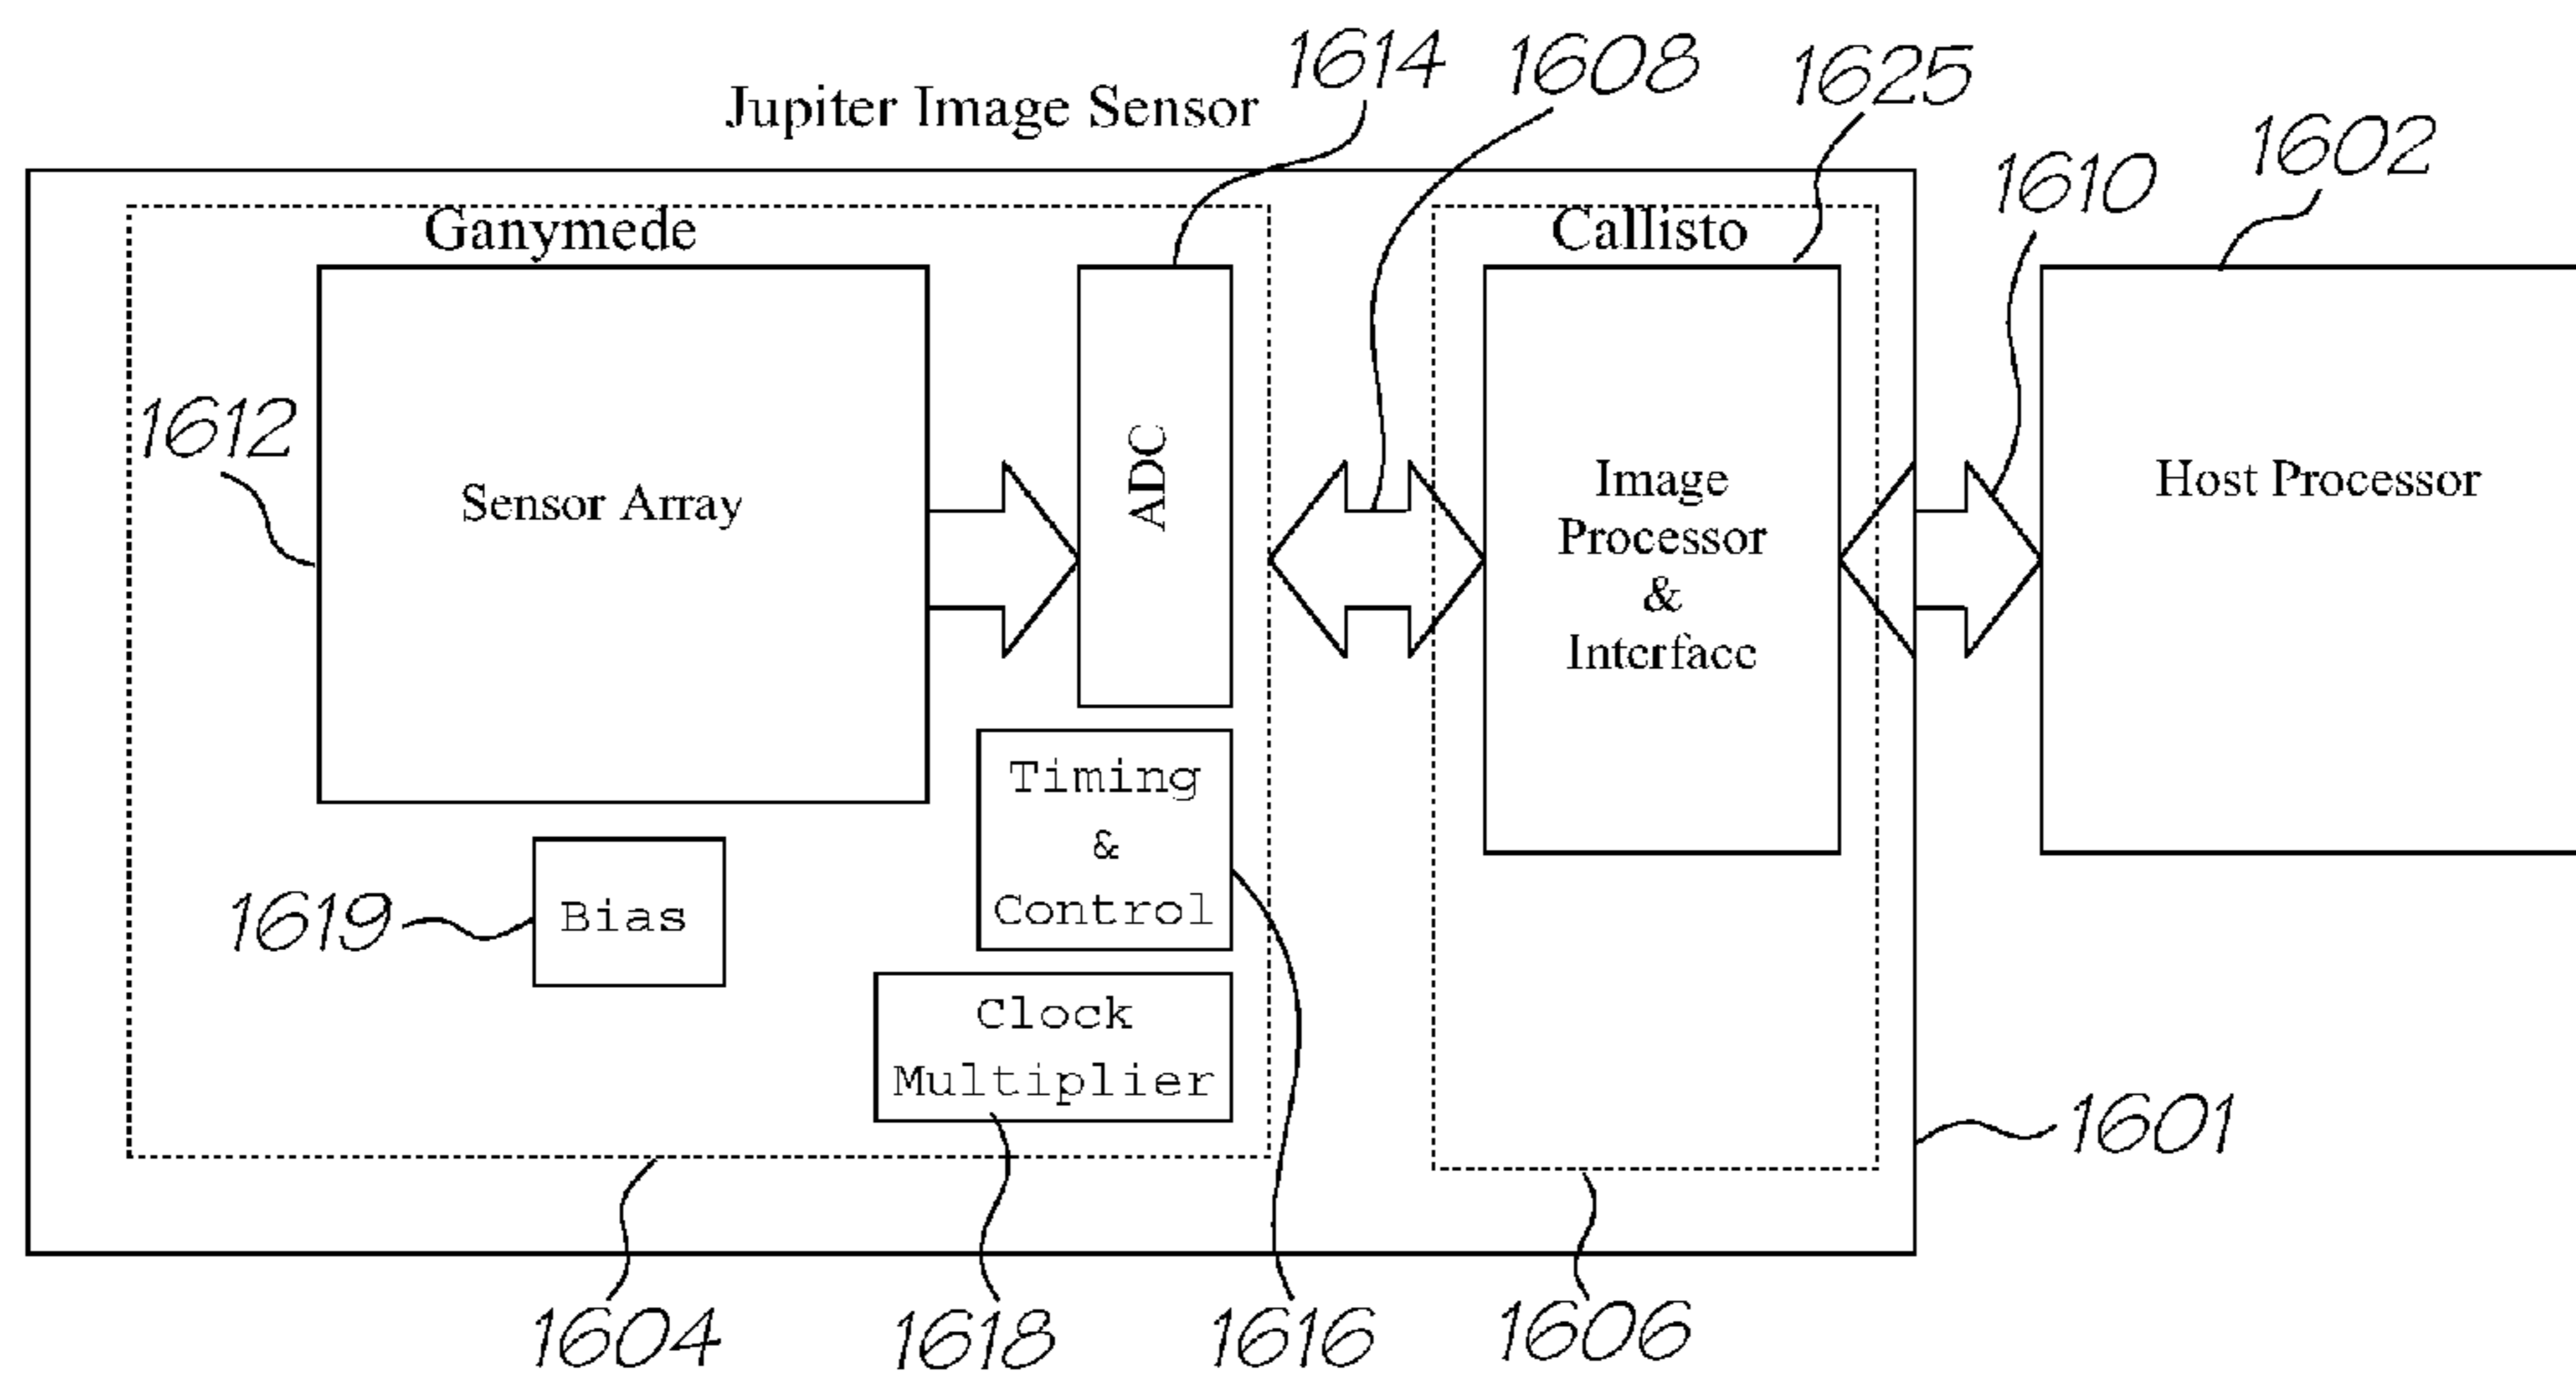 1614
1608
1625
Jupiter Image Sensor
1602
1610
Ganymede
Callisto
1612
Sensor Array
ADC
Image
Processor
&
Interface
Host Processor
Timing
&
Control
1619
Bias
Clock
Multiplier
1601
1604
1618
1616
1606